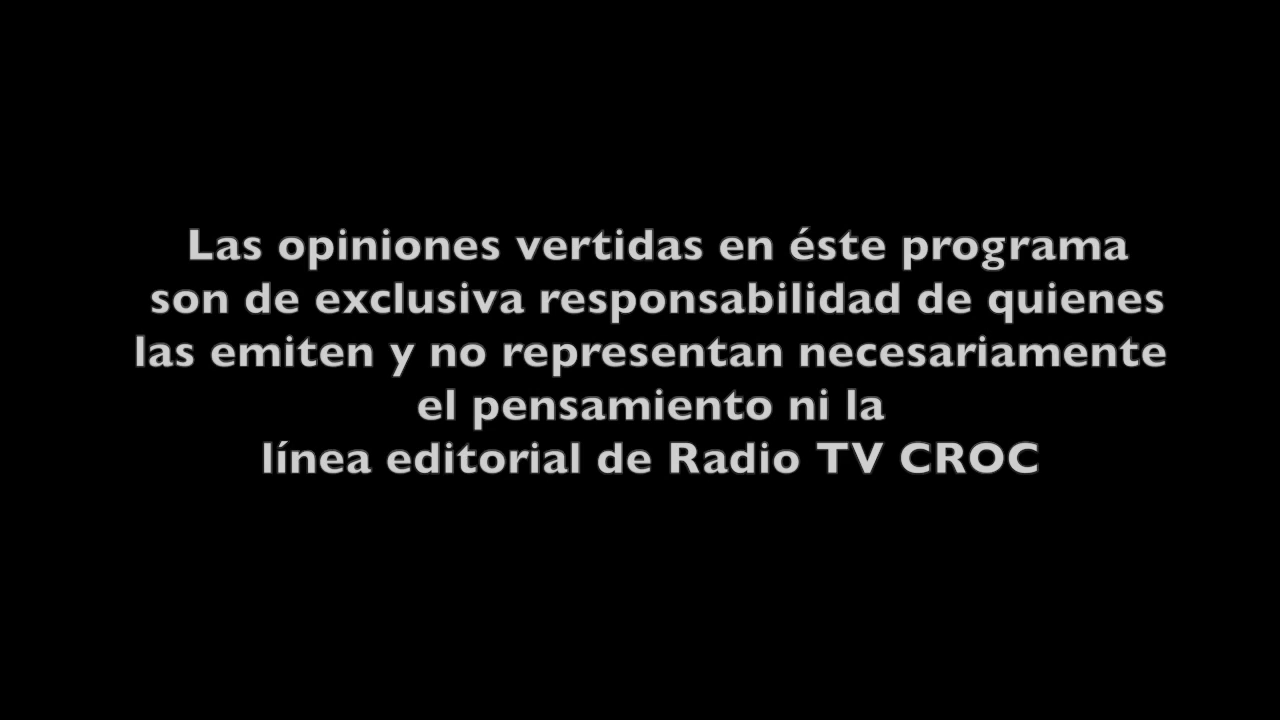 Las opiniones vertidas en éste programa
son de exclusiva responsabilidad de quienes
las emiten y no representan necesariamente
el pensamiento ni la
línea editorial de Radio TV CROC